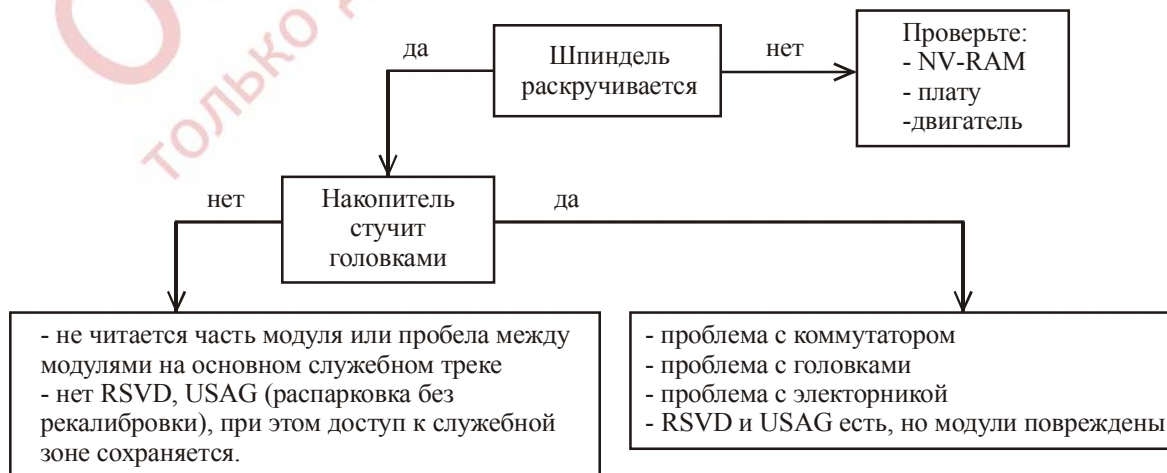 только д
да
Шпиндель
раскручивается
нет
Проверьте:
- NV-RAM
- плату
-двигатель
нет
Накопитель
стучит
головками
да
- не читается часть модуля или пробела между
модулями на основном служебном треке
- нет RSVD, USAG (распарковка без
рекалибровки), при этом доступ к служебной
зоне сохраняется.
- проблема с коммутатором
- проблема с головками
- проблема с электорникой
- RSVD и USAG есть, но модули повреждены